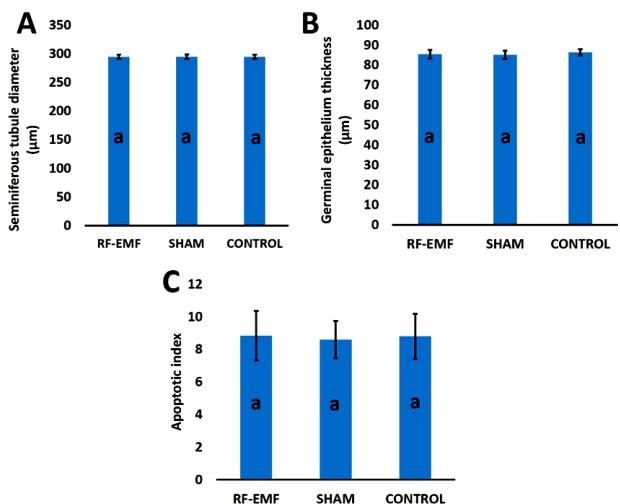 A
Seminiferous tubule diameter
(µm)
350
300
250
200
150
100
50
0
a
a
a
RF-EMF SHAM CONTROL
B
Germinal epithelium thickness
(µm)
100
90
80
70
60
50
40
30
20
10
0
a
a
a
RF-EMF SHAM CONTROL
C
Apoptotic index
12
10
8
6
4
2
0
a
a
a
RF-EMF SHAM CONTROL